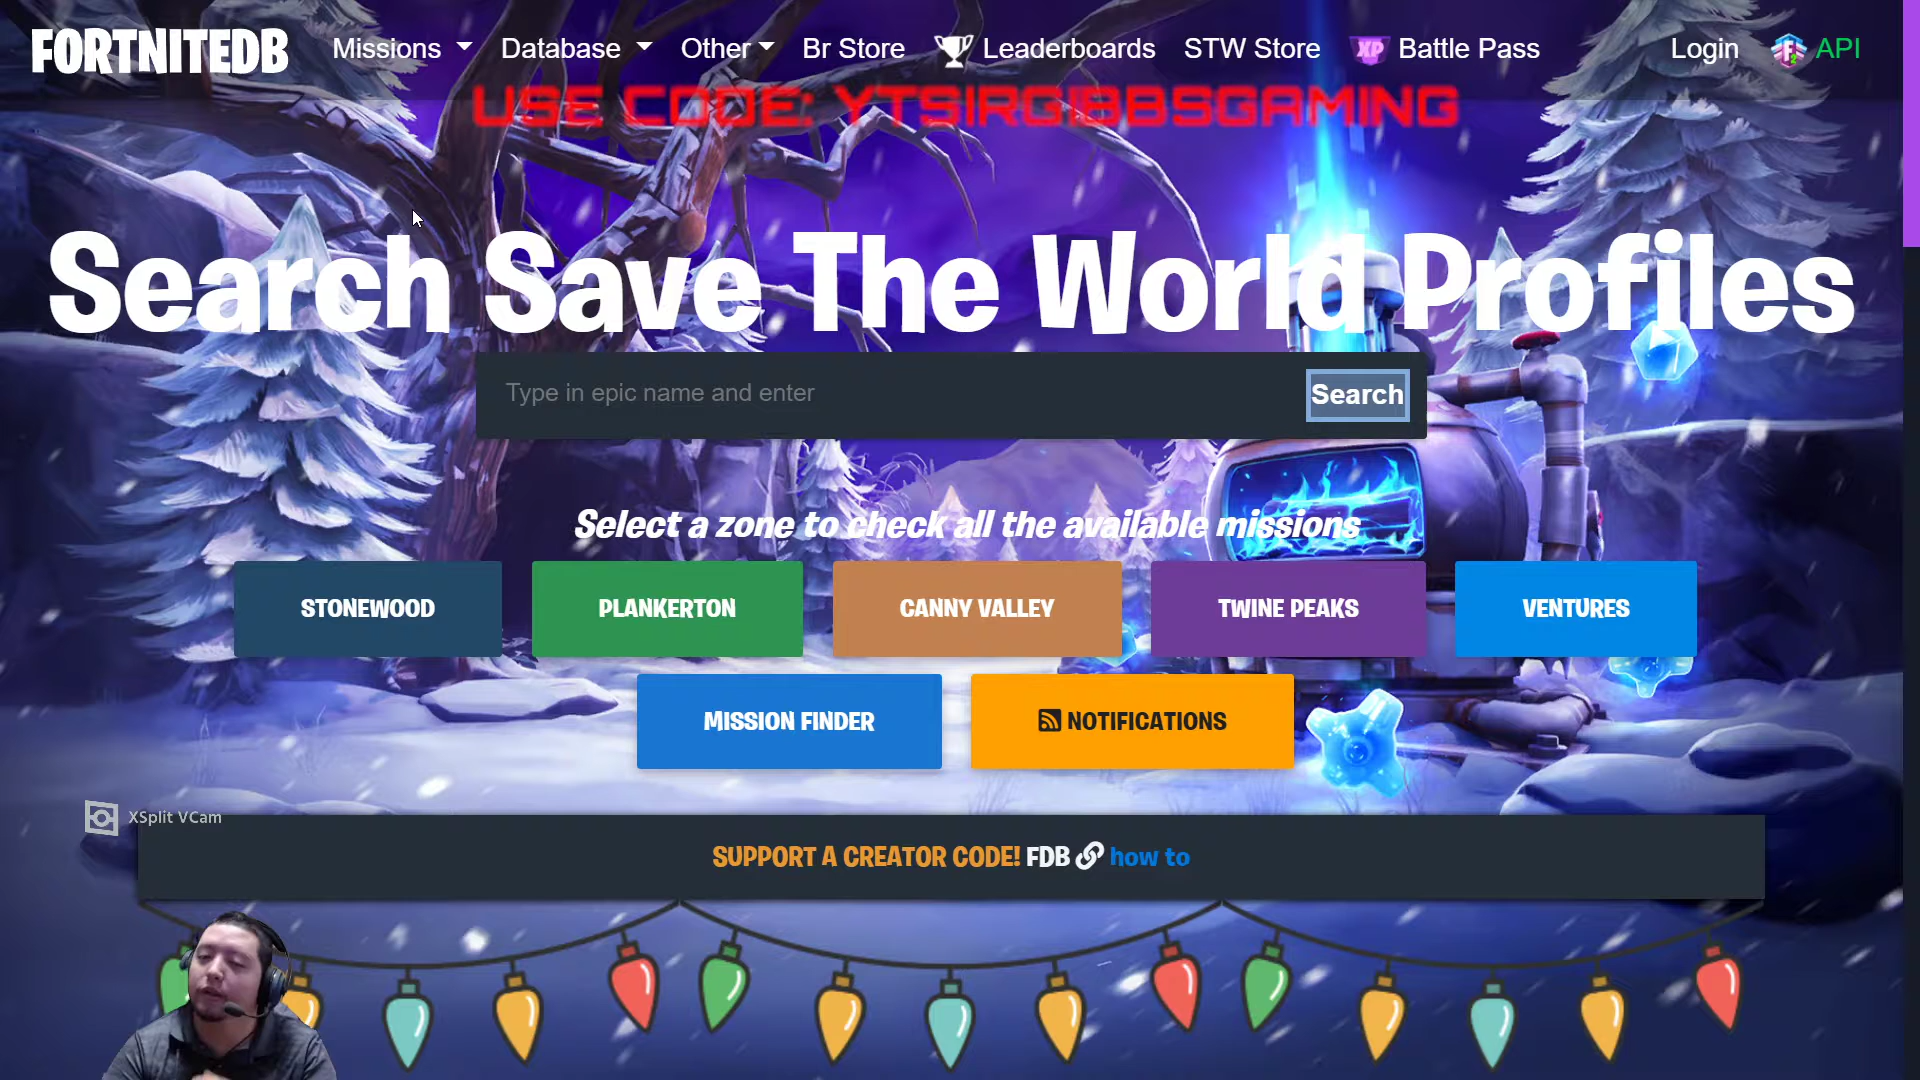 FORTNITEDB Missions Database Other Br Store Leaderboards STW Store XP Battle Pass Login API
USE CODE: YTSIRGIBBSGAMING
Search Save The World Profiles
Type in epic name and enter Search
Select a zone to check all the available missions
STONEWOOD PLANKERTON CANNY VALLEY TWINE PEAKS VENTURES
MISSION FINDER NOTIFICATIONS
XSplit VCam
SUPPORT A CREATOR CODE! FDB how to